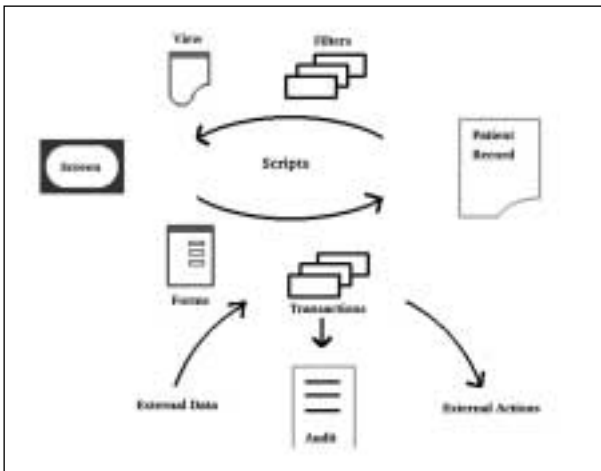 View
Filters
Screen
Scripts
Patient
Record
Forms
Transactions
External Data
Audit
External Actions